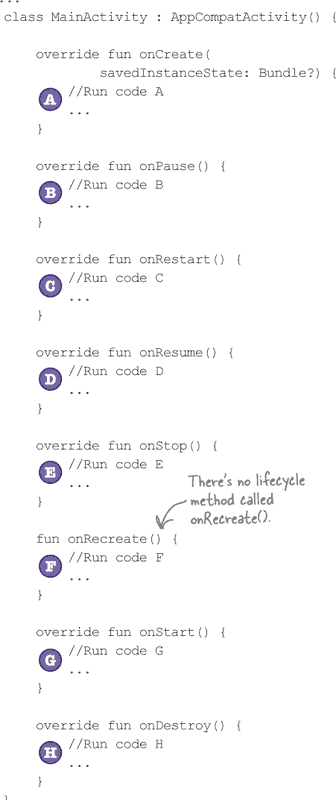 ...
class MainActivity : AppCompatActivity() {
override fun onCreate(
savedInstanceState: Bundle?) {
A //Run code A
...
}
override fun onPause() {
B //Run code B
...
}
override fun onRestart() {
C //Run code C
...
}
override fun onResume() {
D //Run code D
...
}
override fun onStop() {
E //Run code E
...
}
There's no lifecycle
method called
onRecreate().
fun onRecreate() {
F //Run code F
...
}
override fun onStart() {
G //Run code G
...
}
override fun onDestroy() {
H //Run code H
...
}
}